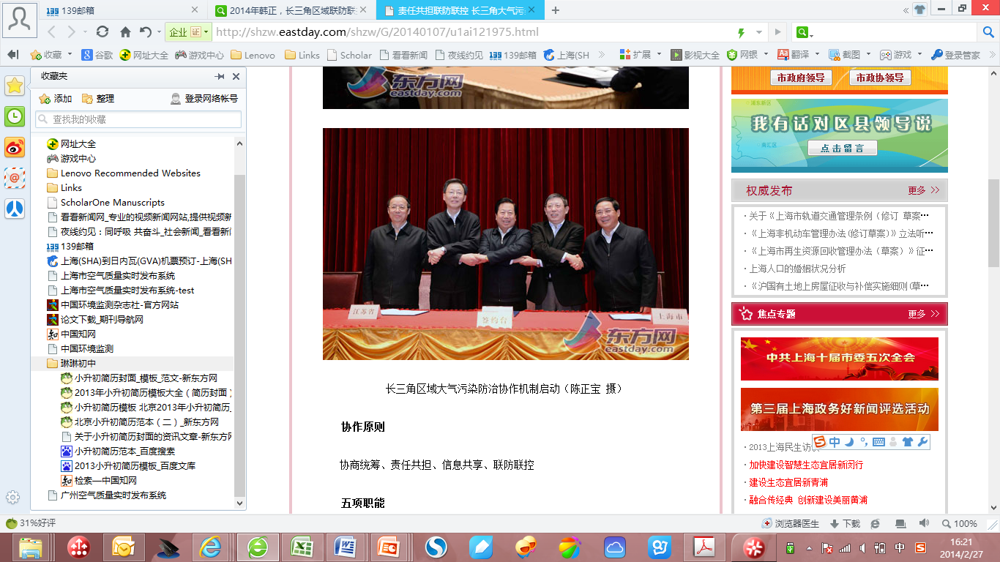 139邮箱
2014年韩正，长三角区域联防联
责任共担联防联控 长三角大气污
企业 证
http://shzw.eastday.com/shzw/G/20140107/u1ai121975.html
收藏
谷歌
网址大全
游戏中心
Lenovo
Links
Scholar
看看新闻
夜线约见
139邮箱
上海(SH
扩展
影视大全
网银
翻译
截图
游戏
登录管家
收藏夹
添加
整理
登录网络帐号
查找我的收藏
网址大全
游戏中心
Lenovo Recommended Websites
Links
ScholarOne Manuscripts
看看新闻网_专业的视频新闻网站,提供视频新
夜线约见：同呼吸 共奋斗_社会新闻_看看新闻
139邮箱
上海(SHA)到日内瓦(GVA)机票预订-上海(SH
上海市空气质量实时发布系统
上海市空气质量实时发布系统-test
中国环境监测杂志社-官方网站
论文下载_期刊导航网
中国知网
中国环境监测
琳琳初中
小升初简历封面_模板_范文-新东方网
2013年小升初简历模板大全（简历封面）
小升初简历模板 北京2013年小升初简历_
北京小升初简历范本（二）_新东方网
关于小升初简历封面的资讯文章-新东方网
小升初简历范本_百度搜索
2013小升初简历模板_百度文库
检索—中国知网
广州空气质量实时发布系统
东方网
eastday.com
江苏省
签约台
上海市
东方网
eastday.com
长三角区域大气污染防治协作机制启动（陈正宝 摄）
协作原则
协商统筹、责任共担、信息共享、联防联控
五项职能
市政府领导
市政协领导
浦东新区
我有话对区县领导说
南汇区
点击留言
权威发布
更多 >>
·关于《上海市轨道交通管理条例（修订 草案…
·《上海非机动车管理办法(修订草案)》立法听…
·《上海市再生资源回收管理办法（草案）》征…
·上海人口的婚姻状况分析
·《沪国有土地上房屋征收与补偿实施细则(草…
焦点专题
更多 >>
中共上海十届市委五次全会
第三届上海政务好新闻评选活动
·2013上海民生访谈
中
·加快建设智慧生态宜居新闵行
·建设生态宜居新青浦
·融合传经典 创新建设美丽黄浦
31%好评
浏览器医生
下载
100%
中
16:21
2014/2/27